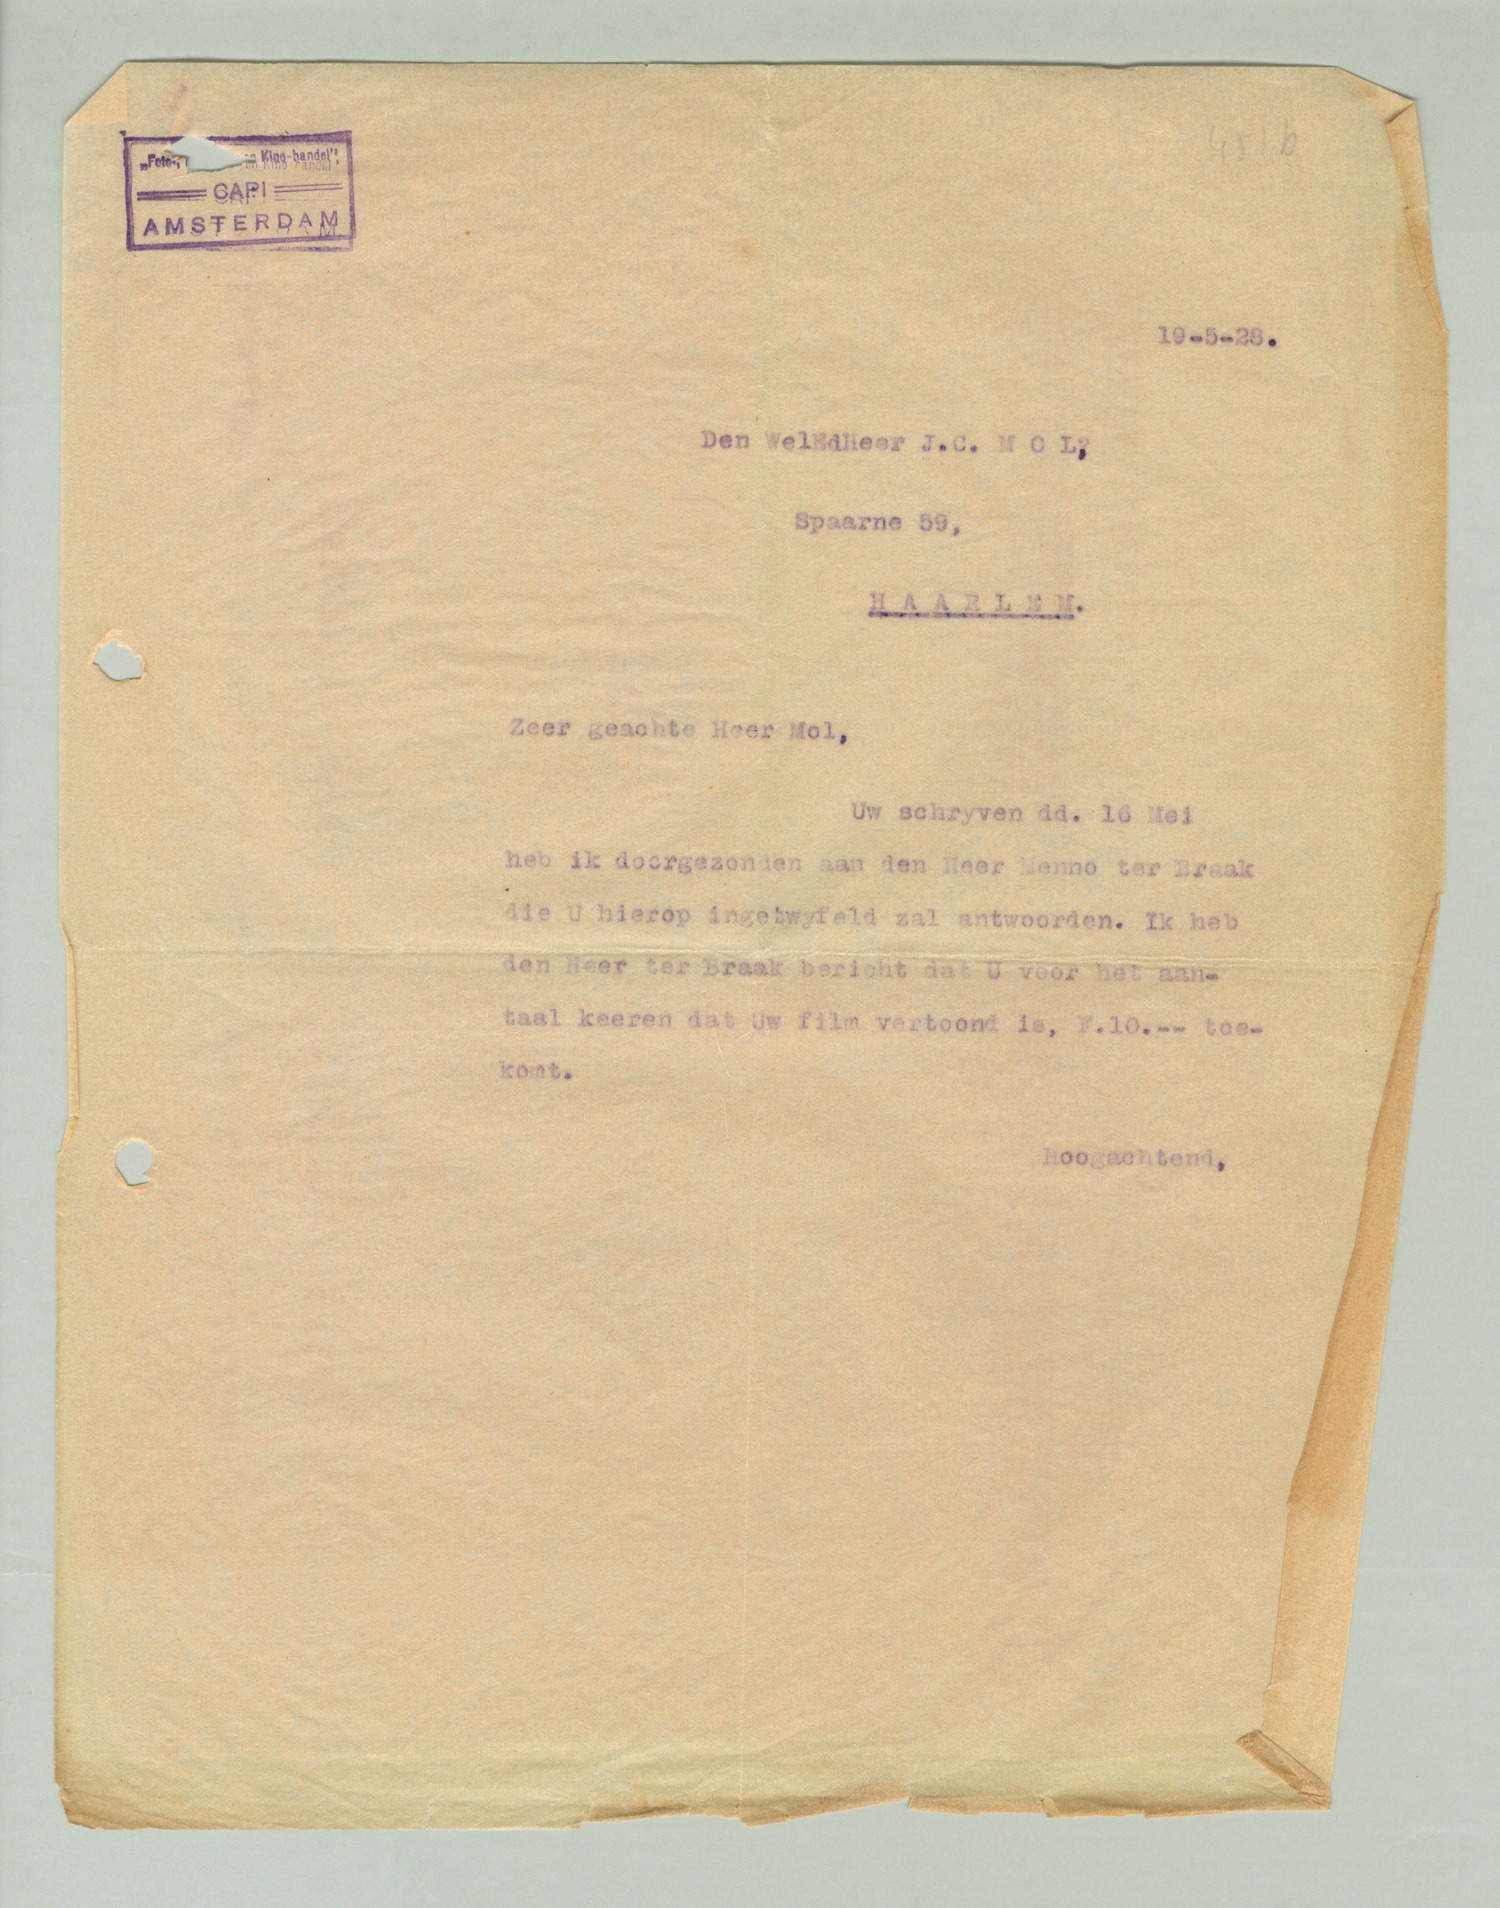 „Foto-, en Kino-handel”
CAPI
AMSTERDAM
451b
19-5-28.
Den WelEdHeer J.C. M O L,
Spaarne 59,
H A A R L E M.
Zeer geachte Heer Mol,
Uw schryven dd. 16 Mei
heb ik doorgezonden aan den Heer Menno ter Braak
die U hierop ingetwyfeld zal antwoorden. Ik heb
den Heer ter Braak bericht dat U voor het aan-
taal keeren dat Uw film vertoond is, F.10.-- toe-
komt.
Hoogachtend,